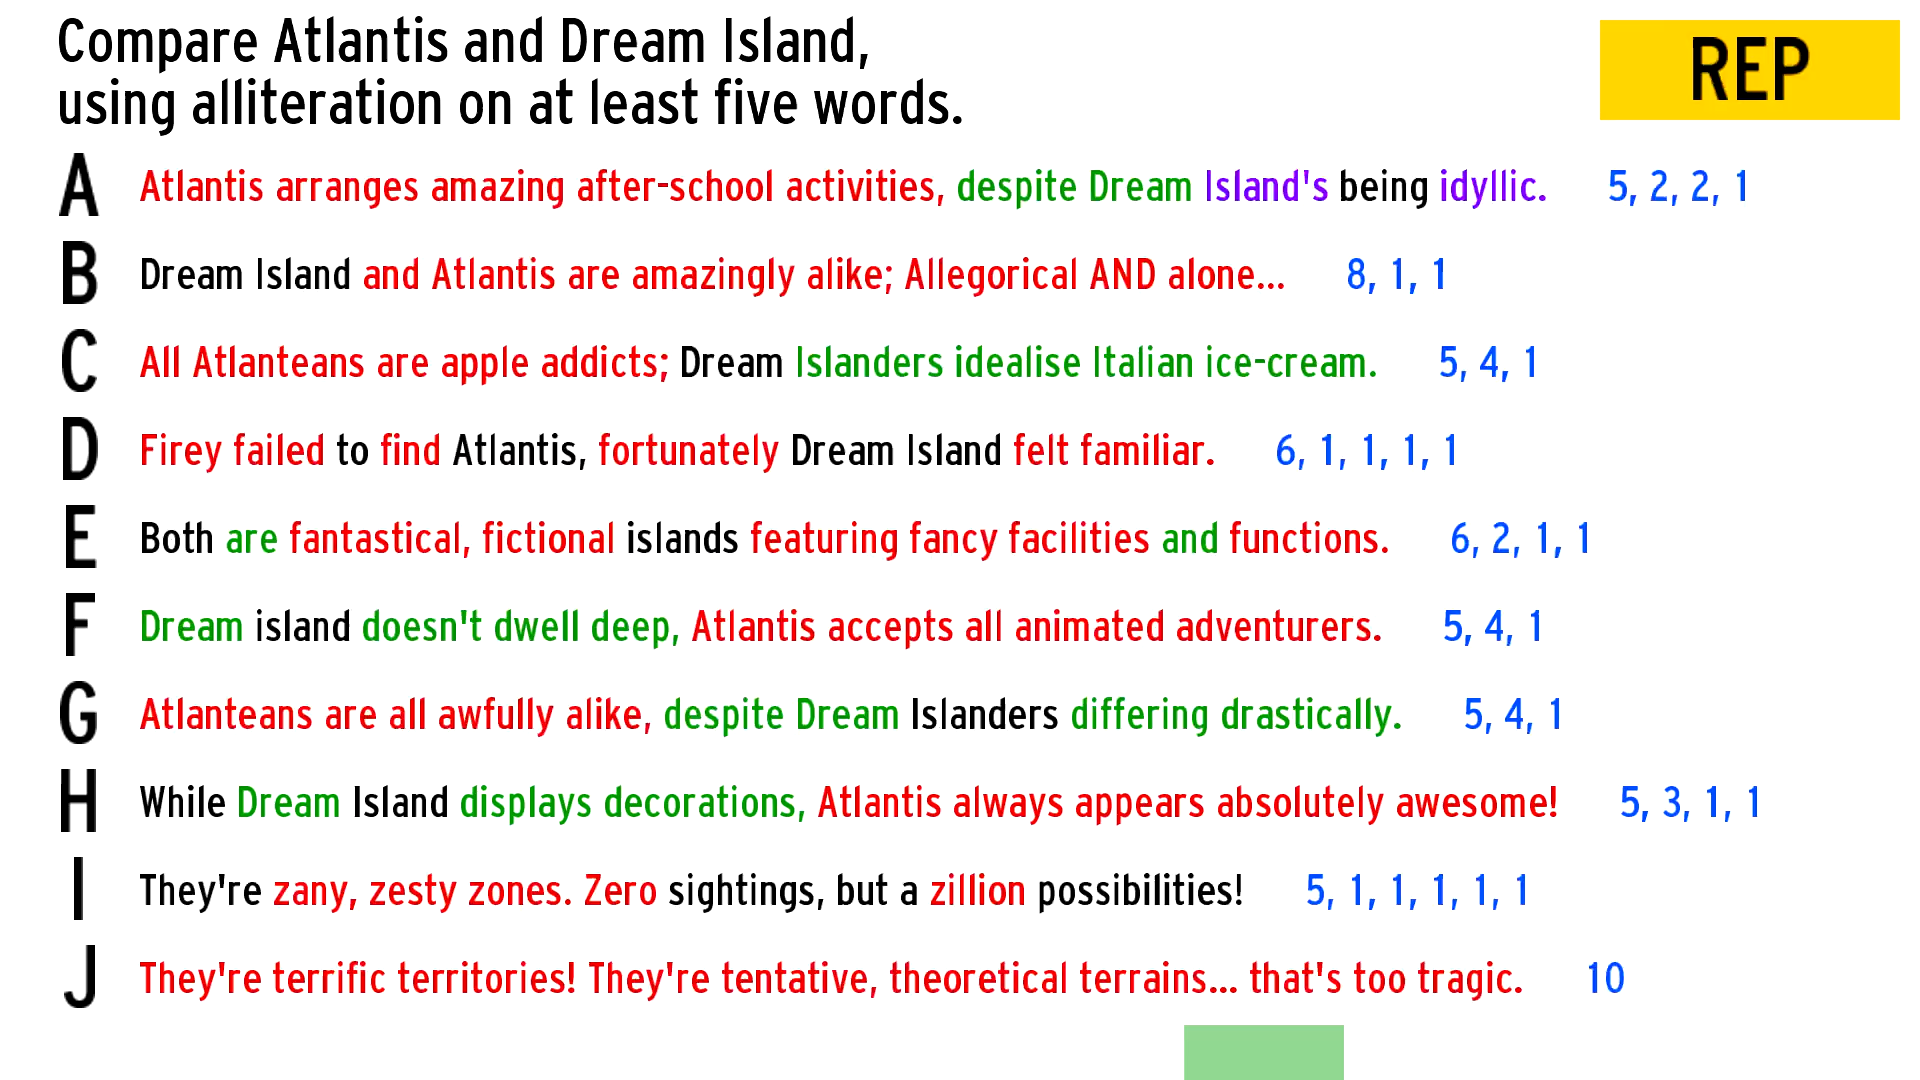 Compare Atlantis and Dream Island,
using alliteration on at least five words.
REP
A Atlantis arranges amazing after-school activities, despite Dream Island's being idyllic. 5, 2, 2, 1
B Dream Island and Atlantis are amazingly alike; Allegorical AND alone... 8, 1, 1
C All Atlanteans are apple addicts; Dream Islanders idealise Italian ice-cream. 5, 4, 1
D Firey failed to find Atlantis, fortunately Dream Island felt familiar. 6, 1, 1, 1, 1
E Both are fantastical, fictional islands featuring fancy facilities and functions. 6, 2, 1, 1
F Dream island doesn't dwell deep, Atlantis accepts all animated adventurers. 5, 4, 1
G Atlanteans are all awfully alike, despite Dream Islanders differing drastically. 5, 4, 1
H While Dream Island displays decorations, Atlantis always appears absolutely awesome! 5, 3, 1, 1
I They're zany, zesty zones. Zero sightings, but a zillion possibilities! 5, 1, 1, 1, 1, 1
J They're terrific territories! They're tentative, theoretical terrains... that's too tragic. 10